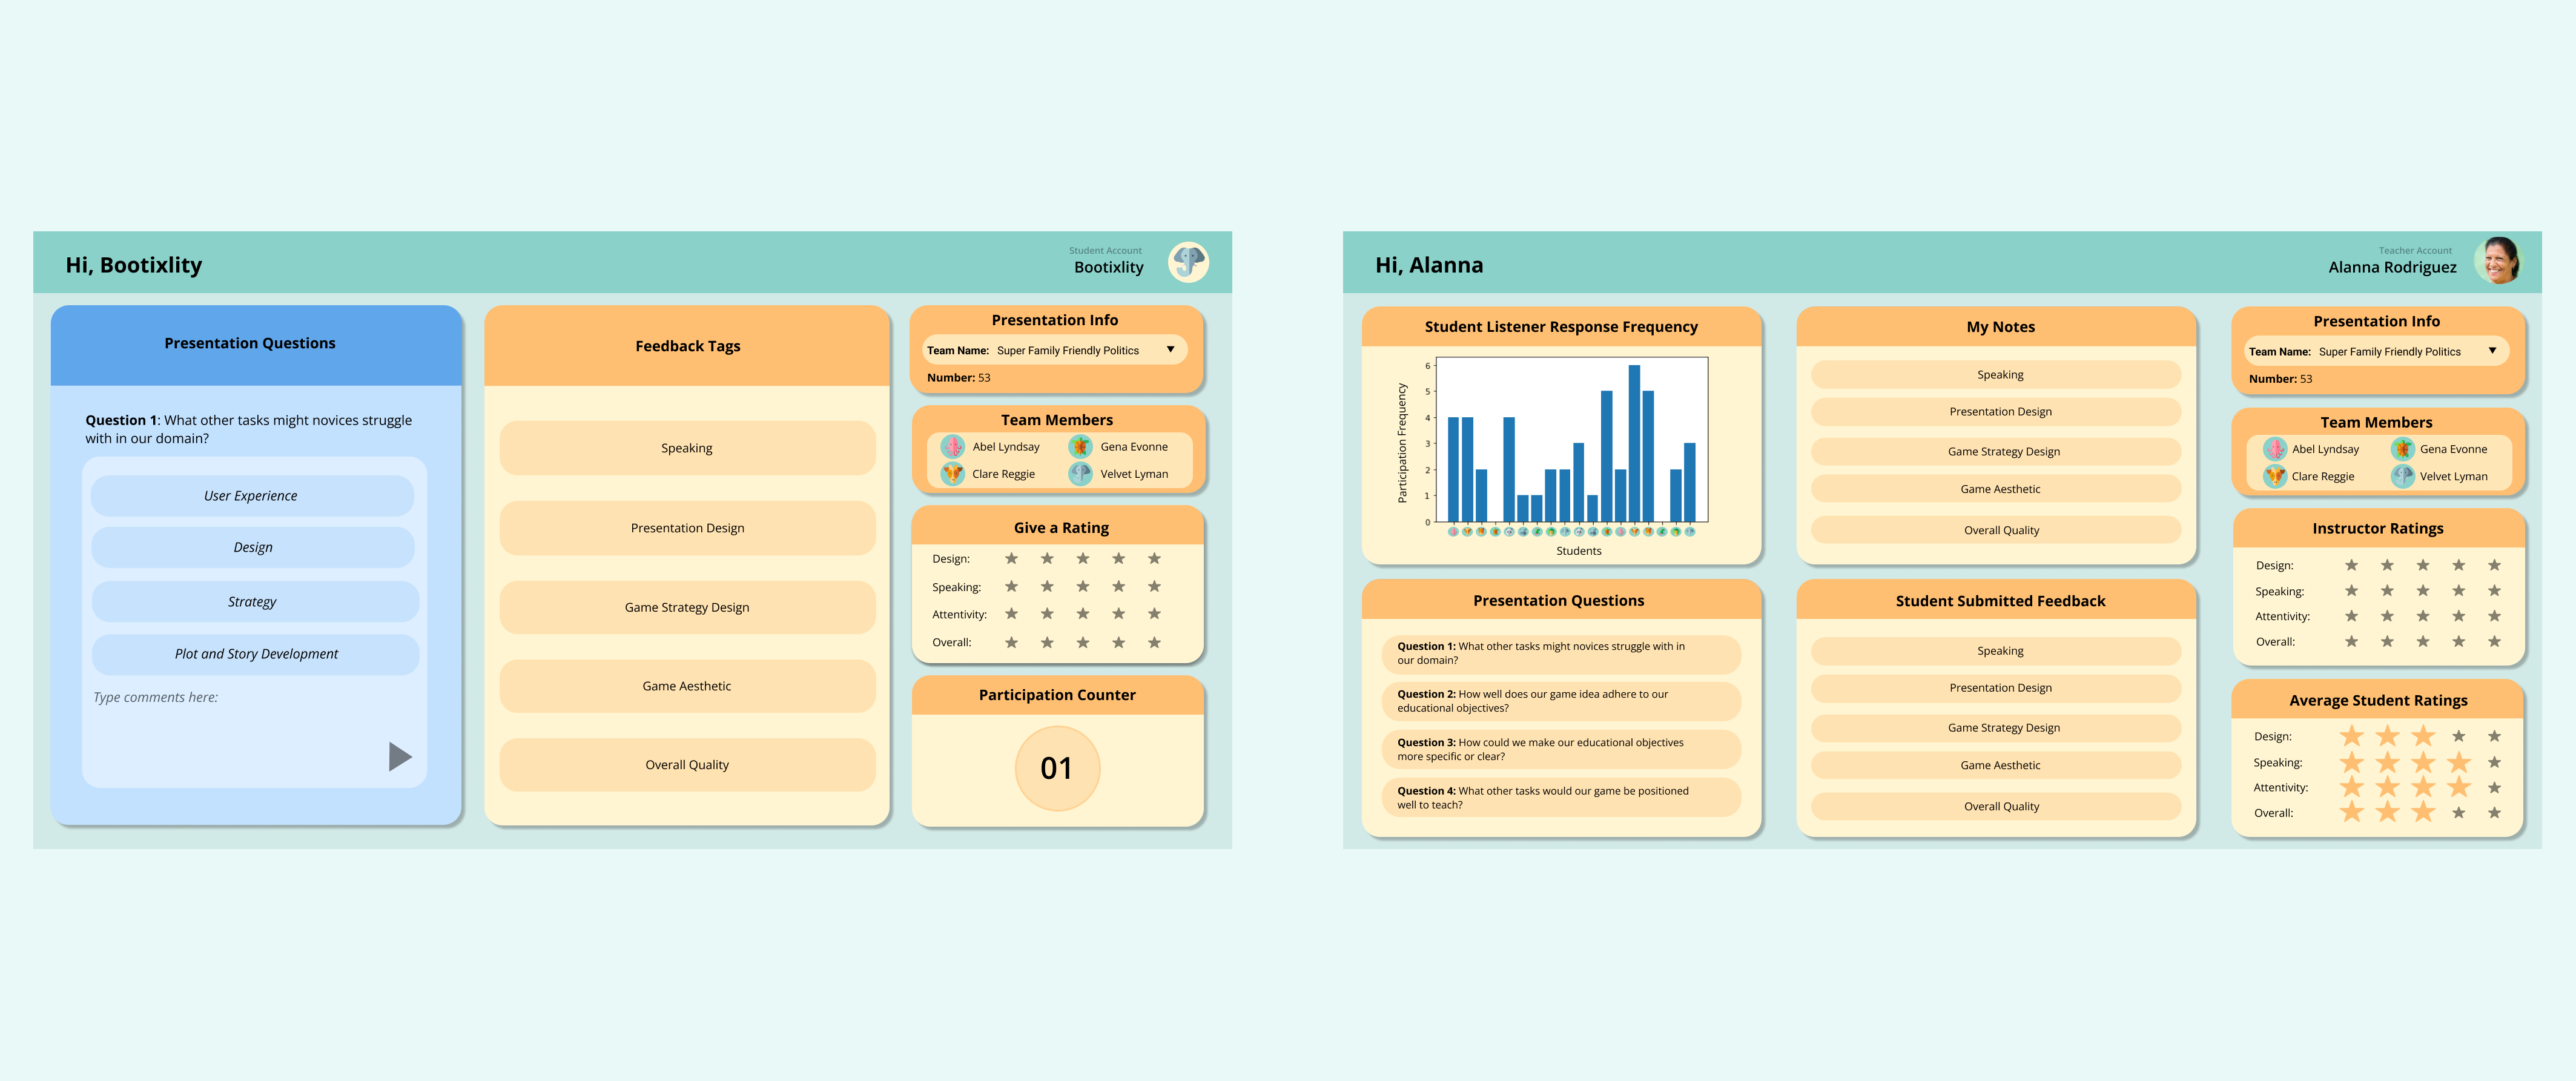 Hi, Bootixlity
Student Account
Bootixlity
Presentation Questions
Question 1: What other tasks might novices struggle
with in our domain?
User Experience
Design
Strategy
Plot and Story Development
Type comments here:
Feedback Tags
Speaking
Presentation Design
Game Strategy Design
Game Aesthetic
Overall Quality
Presentation Info
Team Name: Super Family Friendly Politics
Number: 53
Team Members
Abel Lyndsay Gena Evonne
Clare Reggie Velvet Lyman
Give a Rating
Design:
Speaking:
Attentivity:
Overall:
Participation Counter
01
Hi, Alanna
Teacher Account
Alanna Rodriguez
Student Listener Response Frequency
Participation Frequency
6
5
4
3
2
1
0
Students
Presentation Questions
Question 1: What other tasks might novices struggle with in
our domain?
Question 2: How well does our game idea adhere to our
educational objectives?
Question 3: How could we make our educational objectives
more specific or clear?
Question 4: What other tasks would our game be positioned
well to teach?
My Notes
Speaking
Presentation Design
Game Strategy Design
Game Aesthetic
Overall Quality
Student Submitted Feedback
Speaking
Presentation Design
Game Strategy Design
Game Aesthetic
Overall Quality
Presentation Info
Team Name: Super Family Friendly Politics
Number: 53
Team Members
Abel Lyndsay Gena Evonne
Clare Reggie Velvet Lyman
Instructor Ratings
Design:
Speaking:
Attentivity:
Overall:
Average Student Ratings
Design:
Speaking:
Attentivity:
Overall: